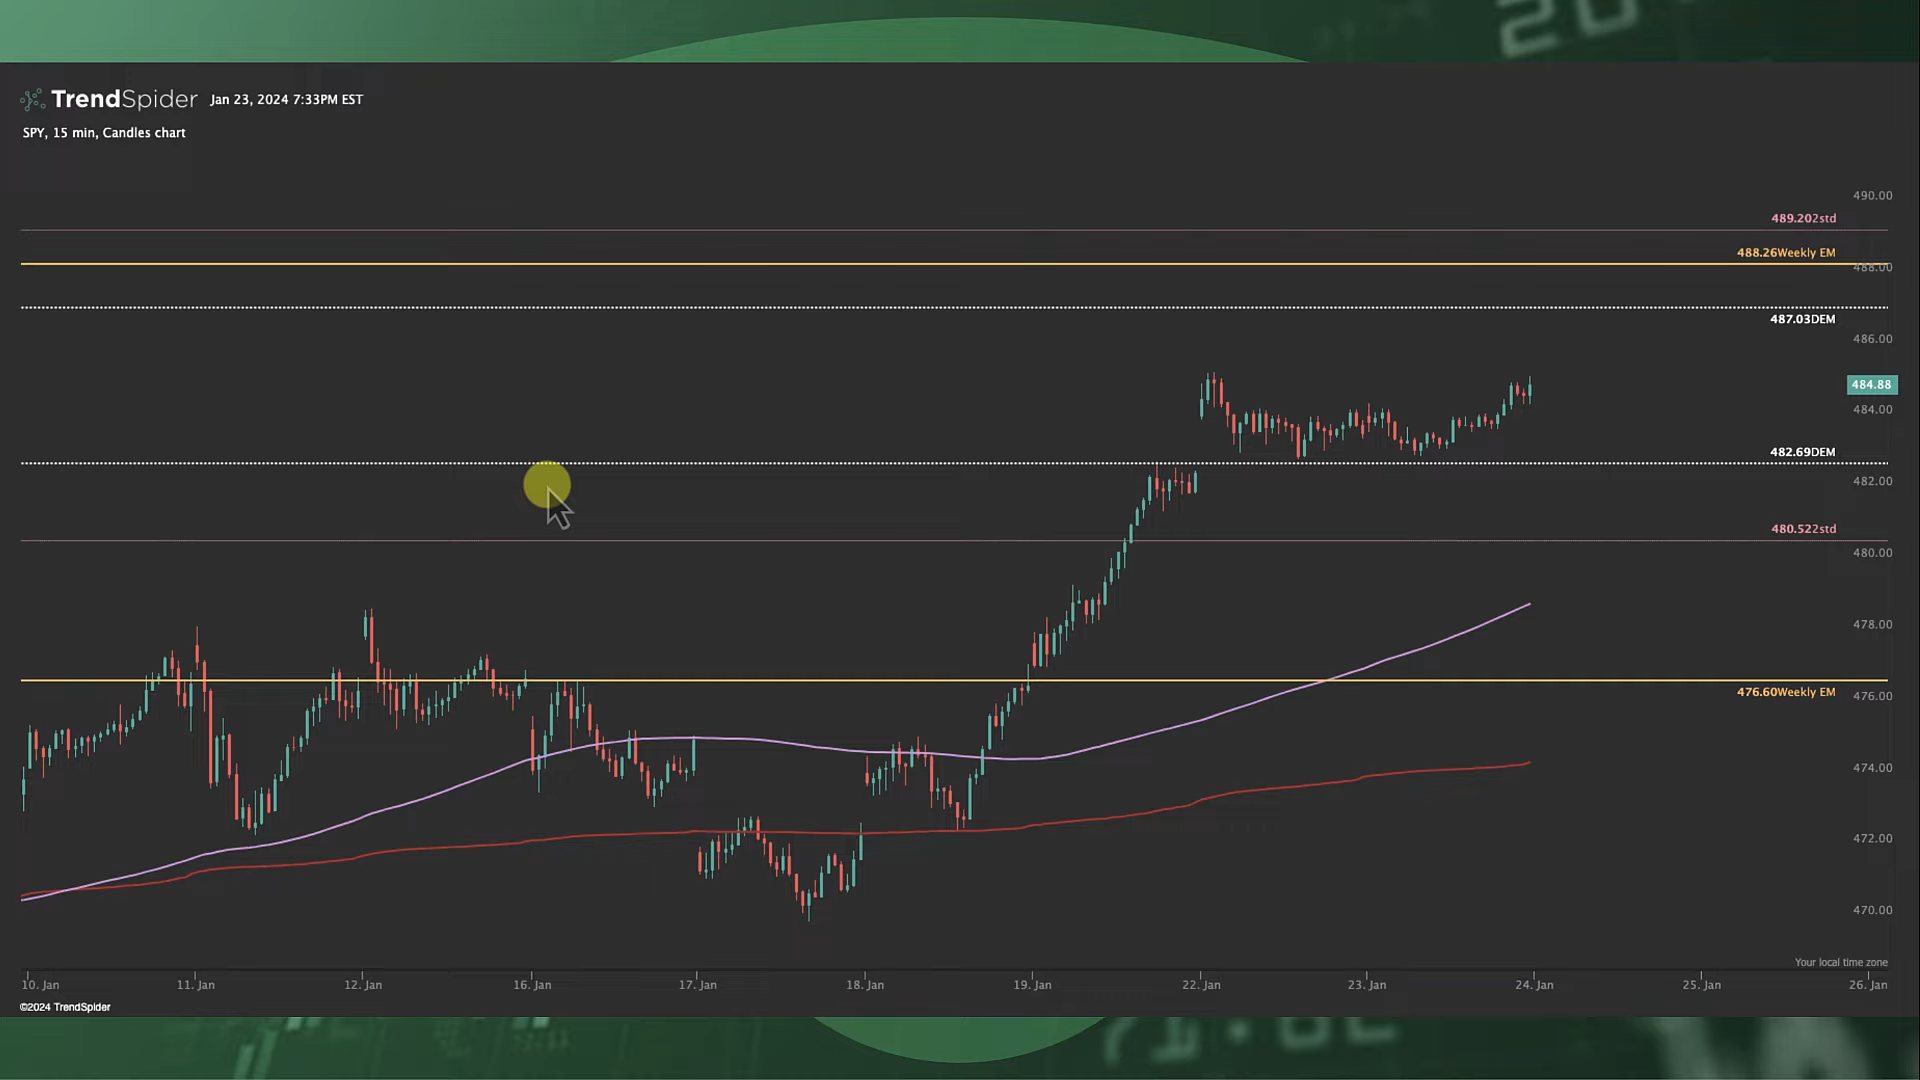 20
TrendSpider Jan 23, 2024 7:33PM EST
SPY, 15 min, Candles chart
490.00
489.202std
488.26Weekly EM
488.00
487.03DEM
486.00
484.88
484.00
482.69DEM
482.00
480.522std
480.00
478.00
476.60Weekly EM
476.00
474.00
472.00
470.00
Your local time zone
10. Jan 11. Jan 12. Jan 16. Jan 17. Jan 18. Jan 19. Jan 22. Jan 23. Jan 24. Jan 25. Jan 26. Jan
©2024 TrendSpider